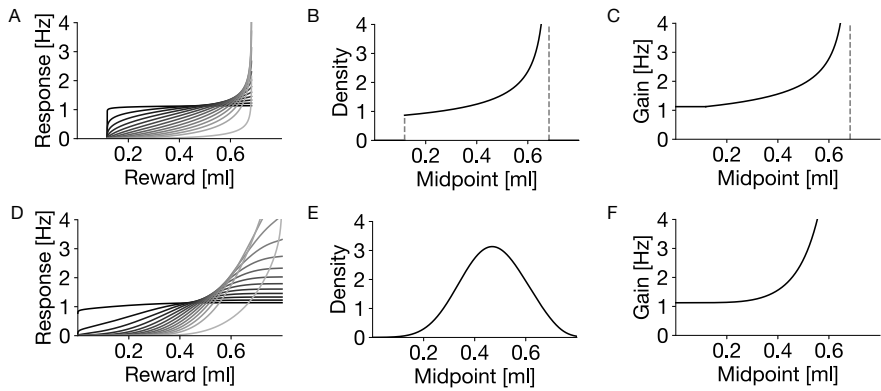 A
Response [Hz]
4
3
2
1
0
0.2 0.4 0.6
Reward [ml]
B
Density
4
3
2
1
0
0.2 0.4 0.6
Midpoint [ml]
C
Gain [Hz]
4
3
2
1
0
0.2 0.4 0.6
Midpoint [ml]
D
Response [Hz]
4
3
2
1
0
0.2 0.4 0.6
Reward [ml]
E
Density
4
3
2
1
0
0.2 0.4 0.6
Midpoint [ml]
F
Gain [Hz]
4
3
2
1
0
0.2 0.4 0.6
Midpoint [ml]